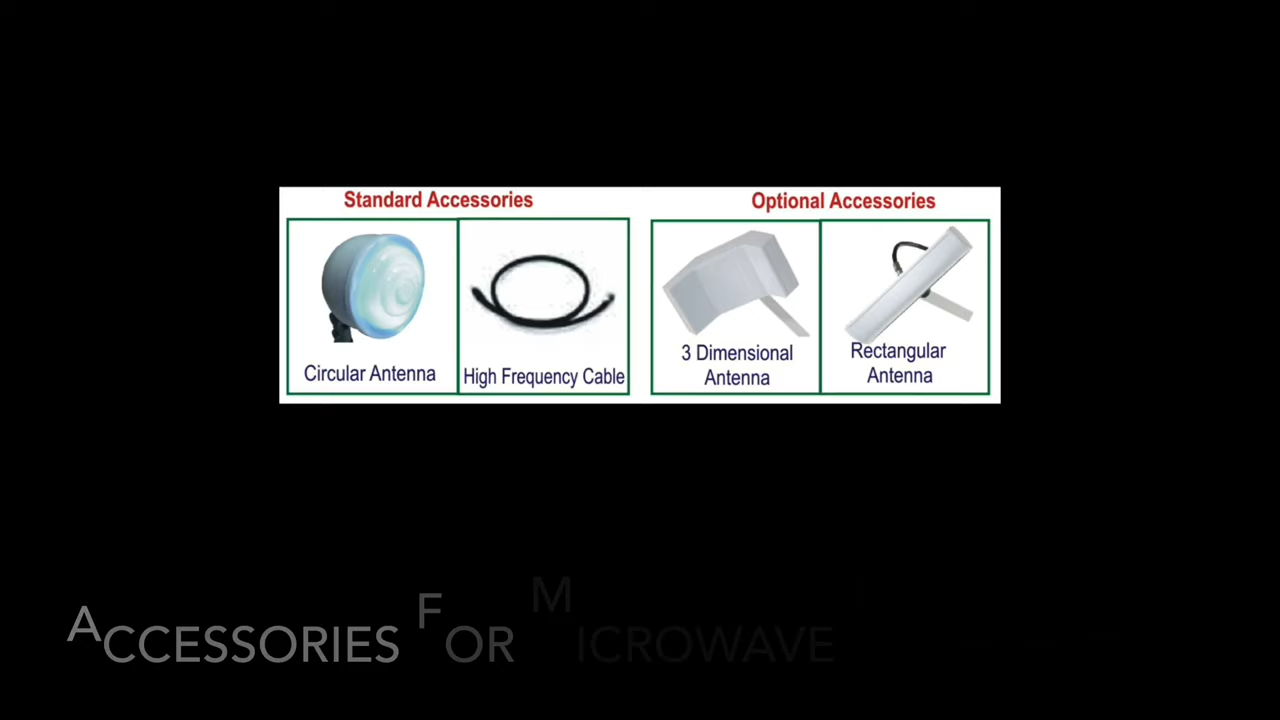 Standard Accessories
Optional Accessories
Circular Antenna
High Frequency Cable
3 Dimensional
Antenna
Rectangular
Antenna
ACCESSORIES FOR MICROWAVE